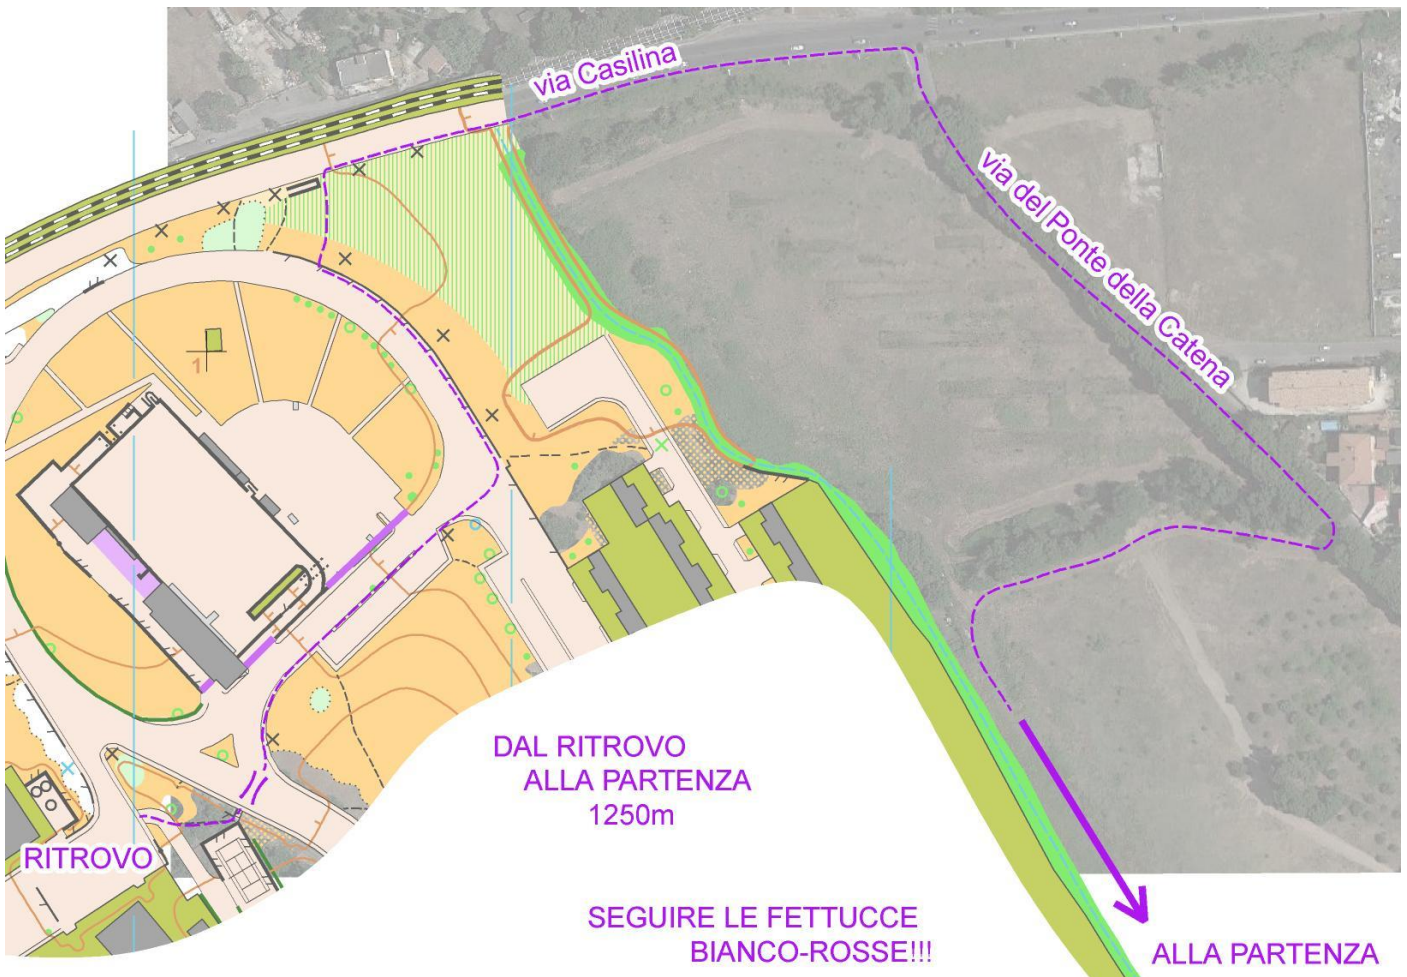 via Casilina
via del Ponte della Catena
1
DAL RITROVO
ALLA PARTENZA
1250m
RITROVO
SEGUIRE LE FETTUCCE
BIANCO-ROSSE!!!
ALLA PARTENZA